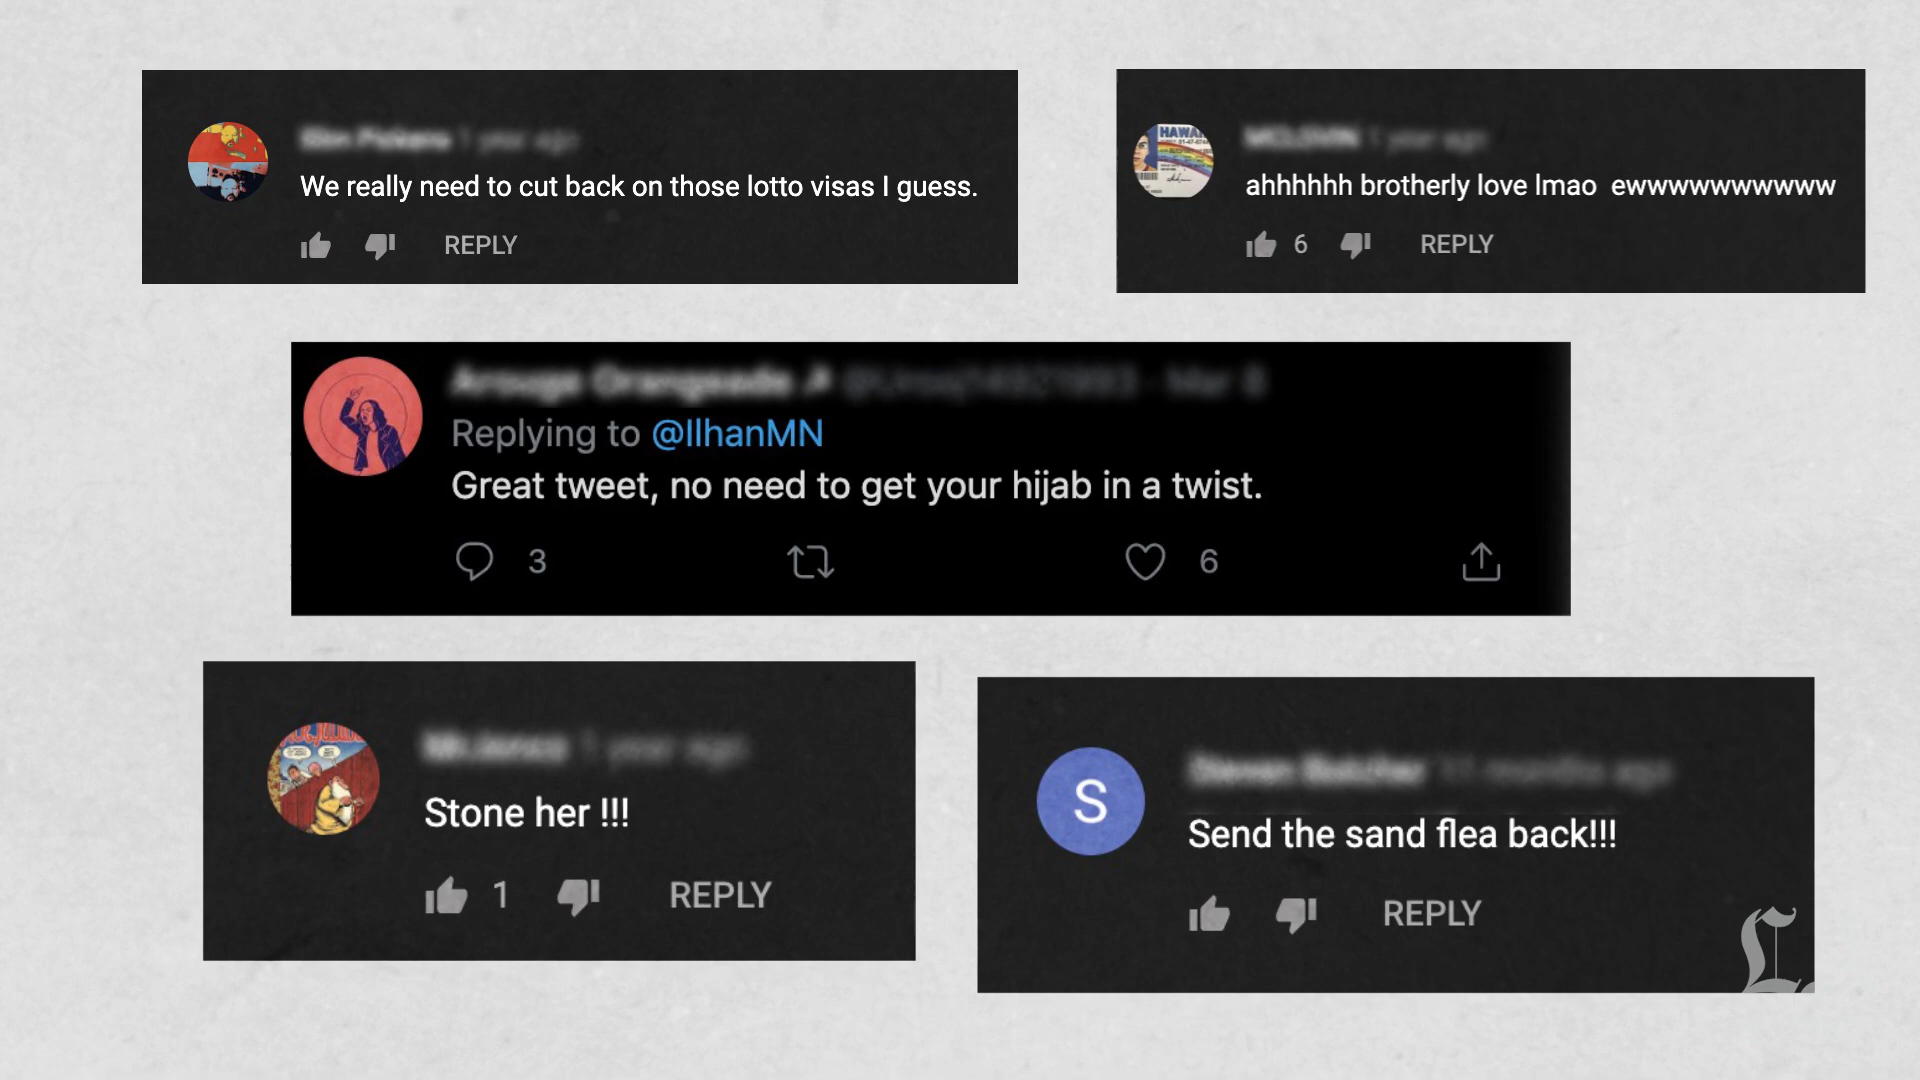 We really need to cut back on those lotto visas I guess.
REPLY
HAWAI
ahhhhhh brotherly love lmao ewwwwwwwwwww
6 REPLY
Replying to @IlhanMN
Great tweet, no need to get your hijab in a twist.
3 6
Stone her !!!
1 REPLY
S
Send the sand flea back!!!
REPLY
L